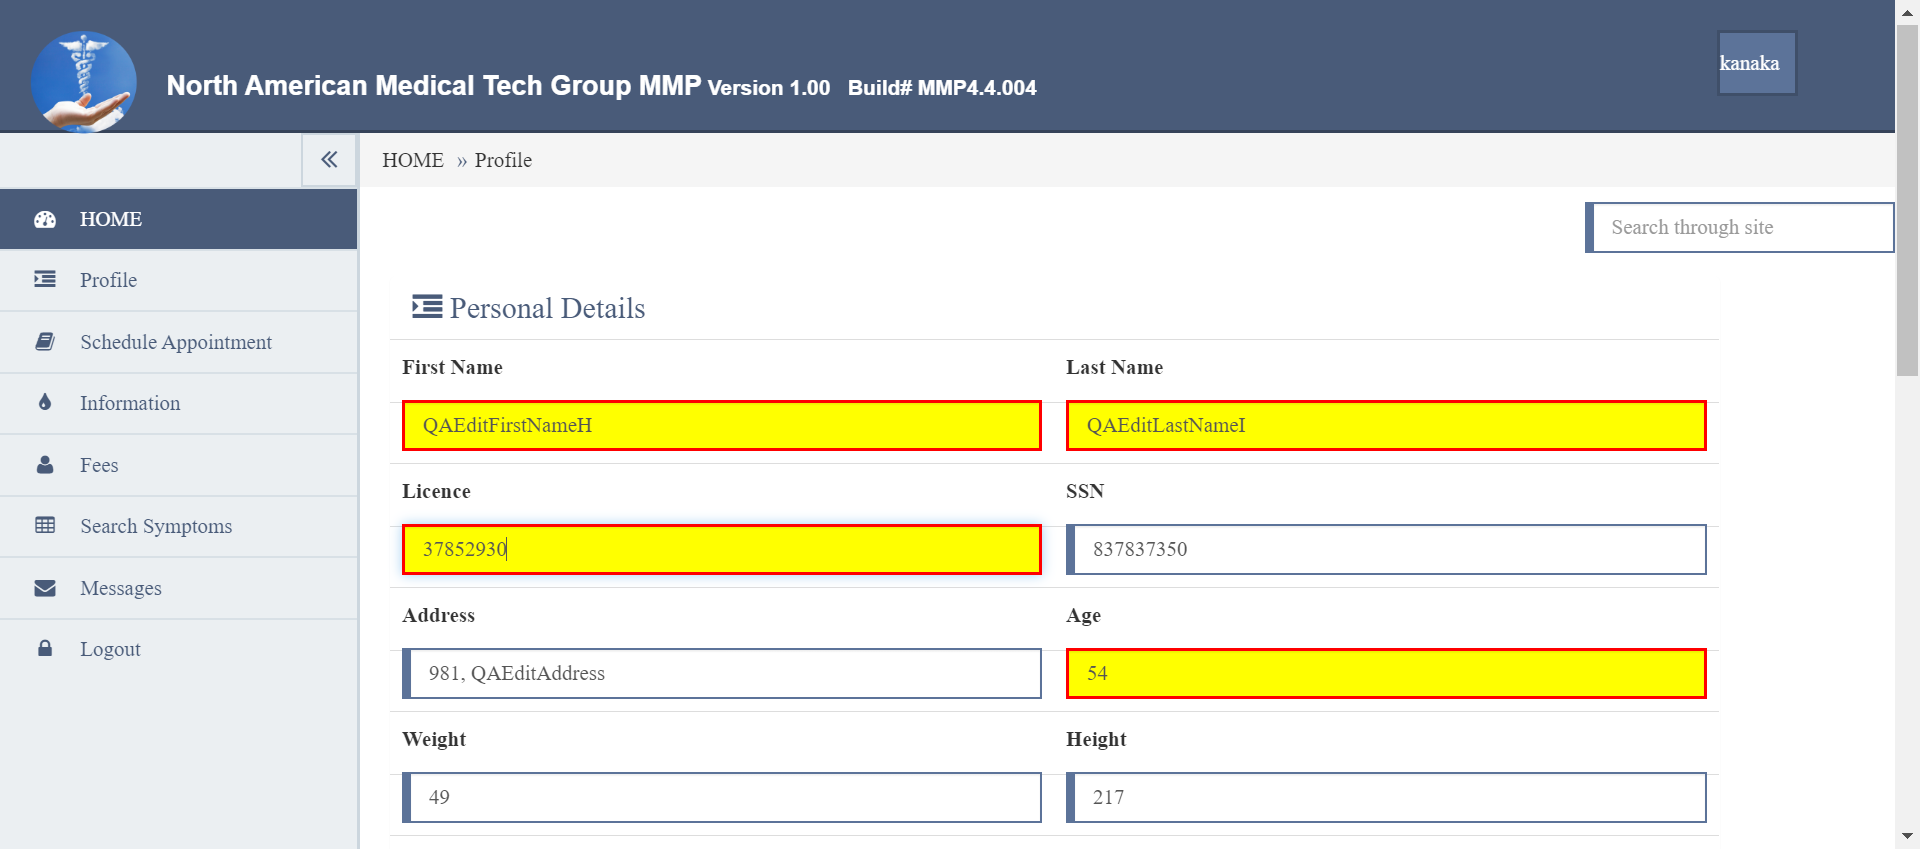 North American Medical Tech Group MMP Version 1.00 Build# MMP4.4.004
kanaka
HOME » Profile
HOME
Profile
Schedule Appointment
Information
Fees
Search Symptoms
Messages
Logout
Search through site
Personal Details
First Name
Last Name
QAEditFirstNameH
QAEditLastNameI
Licence
SSN
37852930
837837350
Address
Age
981, QAEditAddress
54
Weight
Height
49
217